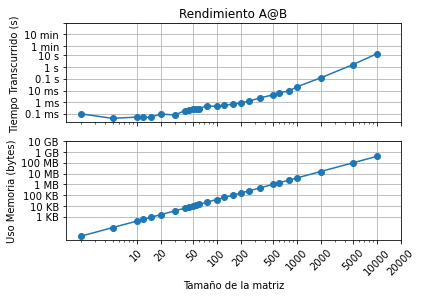 Rendimiento A@B
Tiempo Transcurrido (s)
10 min
1 min
10 s
1 s
0.1 s
10 ms
1 ms
0.1 ms
Uso Memoria (bytes)
10 GB
1 GB
100 MB
10 MB
1 MB
100 KB
10 KB
1 KB
10
20
50
100
200
500
1000
2000
5000
10000
20000
Tamaño de la matriz